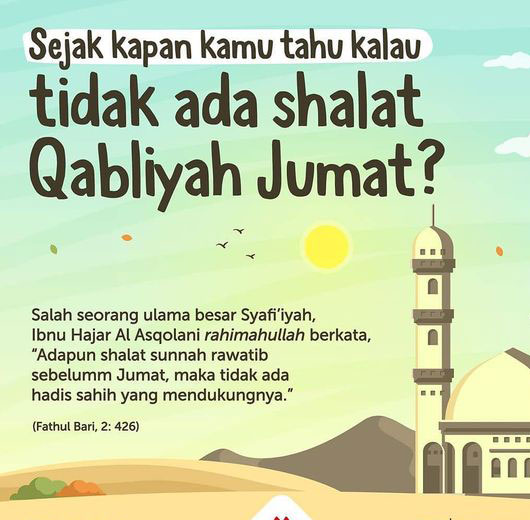 Sejak kapan kamu tahu kalau
tidak ada shalat
Qabliyah Jumat?
Salah seorang ulama besar Syafi'iyah,
Ibnu Hajar Al Asqolani rahimahullah berkata,
“Adapun shalat sunnah rawatib
sebelumm Jumat, maka tidak ada
hadis sahih yang mendukungnya.”
(Fathul Bari, 2: 426)